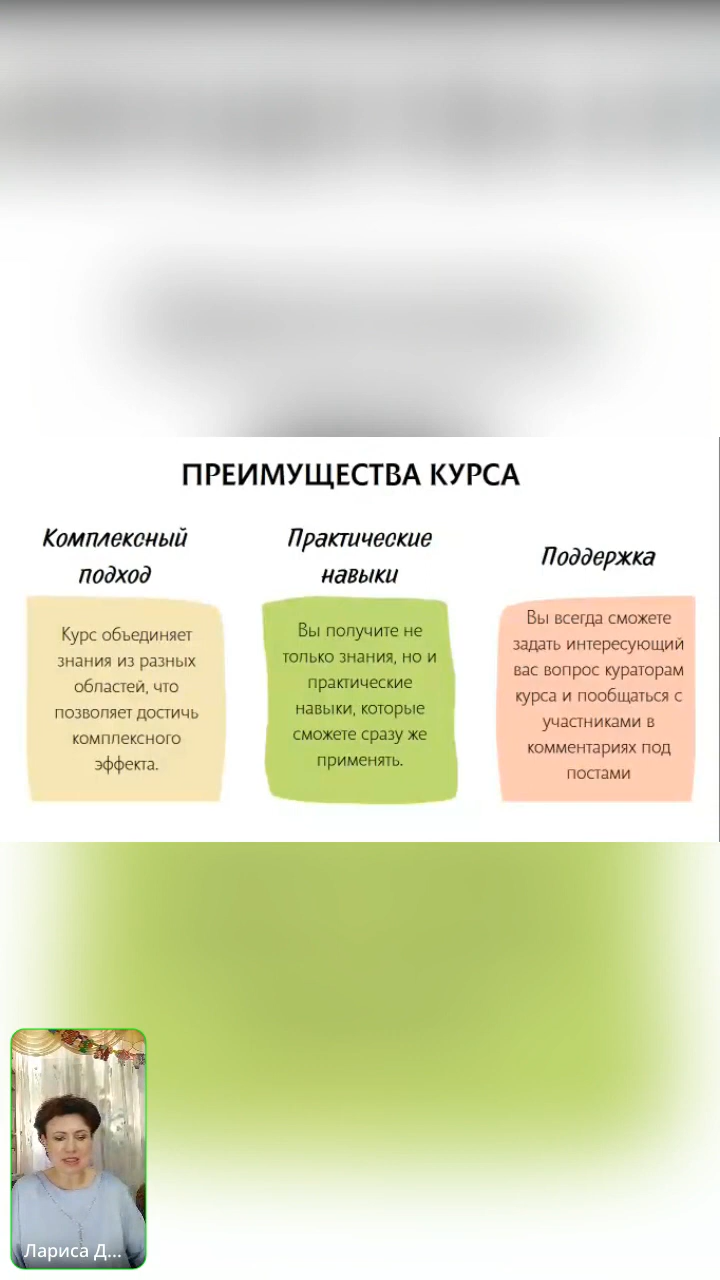 ПРЕИМУЩЕСТВА КУРСА
Комплексный
подход
Курс объединяет
знания из разных
областей, что
позволяет достичь
комплексного
эффекта.
Практические
навыки
Вы получите не
только знания, но и
практические
навыки, которые
сможете сразу же
применять.
Поддержка
Вы всегда сможете
задать интересующий
вас вопрос кураторам
курса и пообщаться с
участниками в
комментариях под
постами
Лариса Д...